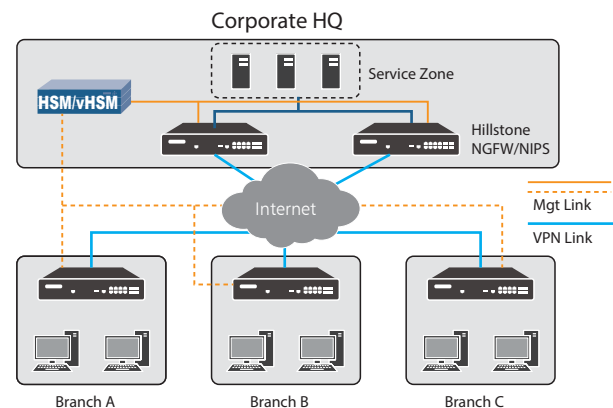 Corporate HQ
Service Zone
HSM/vHSM
Hillstone
NGFW/NIPS
Internet
Mgt Link
VPN Link
Branch A
Branch B
Branch C